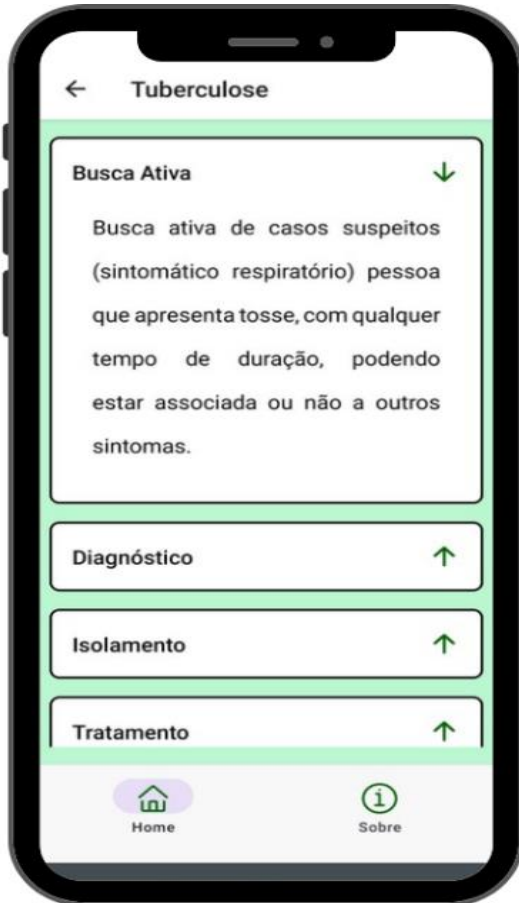 Tuberculose
Busca Ativa
Busca ativa de casos suspeitos
(sintomático respiratório) pessoa
que apresenta tosse, com qualquer
tempo de duração, podendo
estar associada ou não a outros
sintomas.
Diagnóstico
Isolamento
Tratamento
Home
Sobre